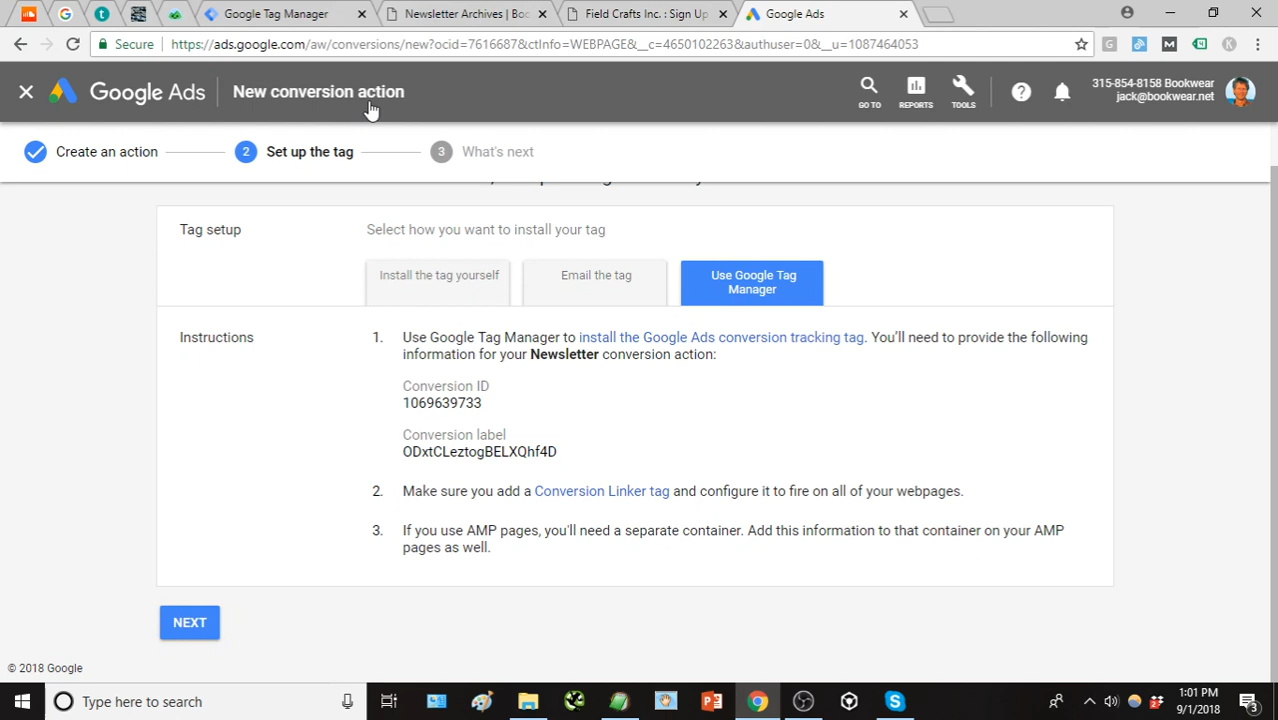 Google Tag Manager
Newsletter Archives | Boc
Field Crafts Inc. : Sign Up
Google Ads
Secure
https://ads.google.com/aw/conversions/new?ocid=7616687&ctInfo=WEBPAGE&__c=4650102263&authuser=0&__u=1087464053
Google Ads
New conversion action
GO TO
REPORTS
TOOLS
315-854-8158 Bookwear
jack@bookwear.net
Create an action
2 Set up the tag
3 What's next
Tag setup
Select how you want to install your tag
Install the tag yourself
Email the tag
Use Google Tag
Manager
Instructions
1. Use Google Tag Manager to install the Google Ads conversion tracking tag. You'll need to provide the following
information for your Newsletter conversion action:
Conversion ID
1069639733
Conversion label
ODxtCLeztogBELXQhf4D
2. Make sure you add a Conversion Linker tag and configure it to fire on all of your webpages.
3. If you use AMP pages, you'll need a separate container. Add this information to that container on your AMP
pages as well.
NEXT
© 2018 Google
Type here to search
1:01 PM
9/1/2018
3